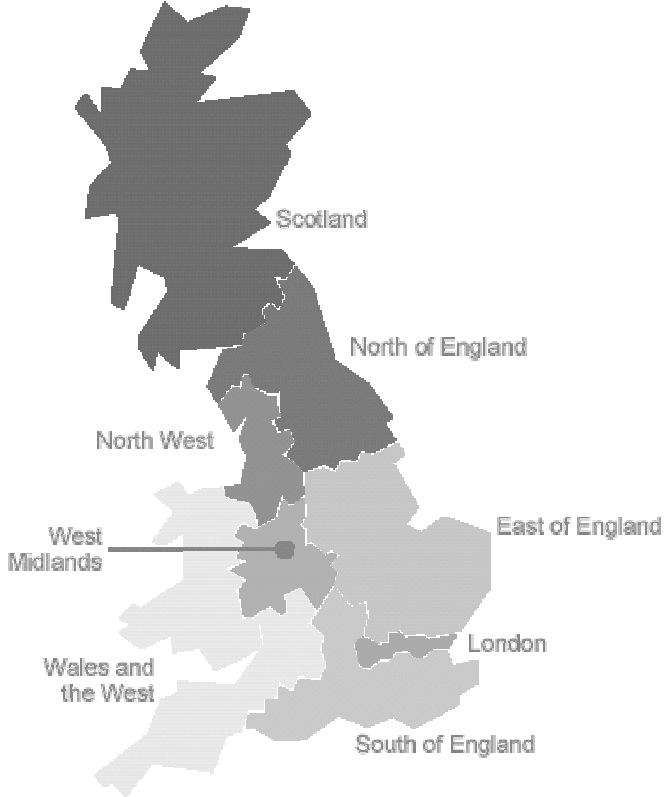 Scotland
North of England
North West
East of England
West
Midlands
London
Wales and
the West
South of England